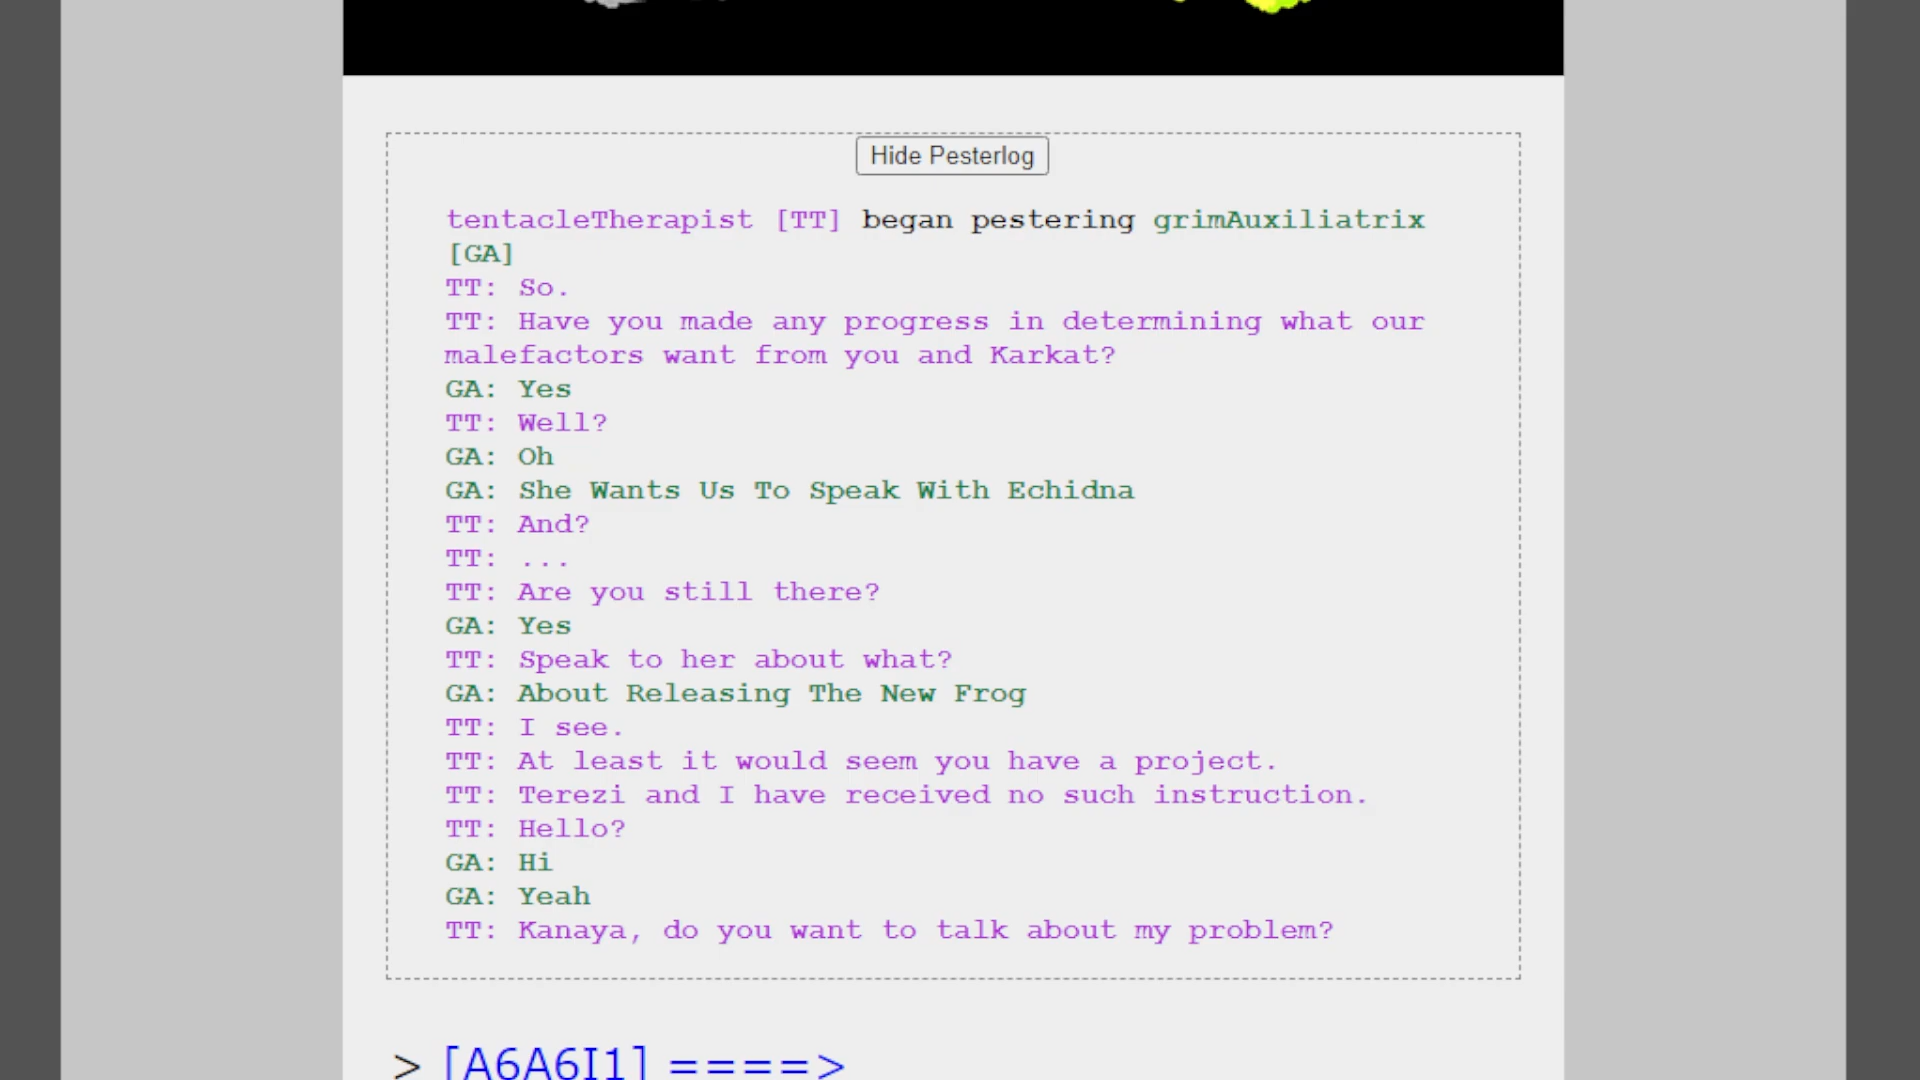 Hide Pesterlog
tentacleTherapist [TT] began pestering grimAuxiliatrix
[GA]
TT: So.
TT: Have you made any progress in determining what our
malefactors want from you and Karkat?
GA: Yes
TT: Well?
GA: Oh
GA: She Wants Us To Speak With Echidna
TT: And?
TT: ...
TT: Are you still there?
GA: Yes
TT: Speak to her about what?
GA: About Releasing The New Frog
TT: I see.
TT: At least it would seem you have a project.
TT: Terezi and I have received no such instruction.
TT: Hello?
GA: Hi
GA: Yeah
TT: Kanaya, do you want to talk about my problem?
> [A6A6I1] ====>